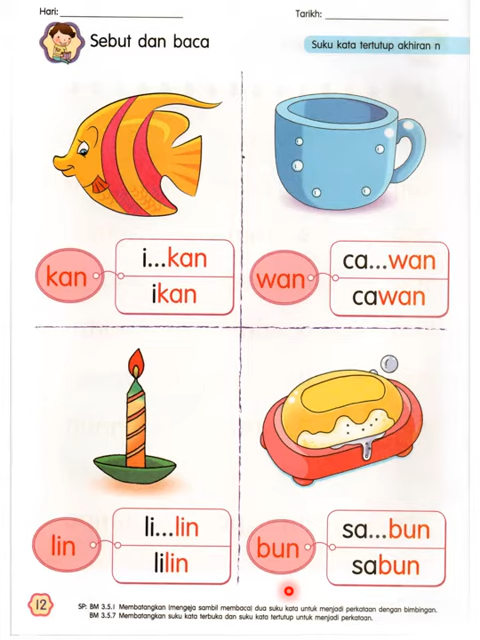 Hari:
Tarikh:
Sebut dan baca
Suku kata tertutup akhiran n
kan
i...kan
ikan
wan
ca...wan
cawan
lin
li...lin
lilin
bun
sa...bun
sabun
12
SP: BM 3.5.1 Membatangkan (mengeja sambil membaca) dua suku kata untuk menjadi perkataan dengan bimbingan.
BM 3.5.7 Membatangkan suku kata terbuka dan suku kata tertutup untuk menjadi perkataan.